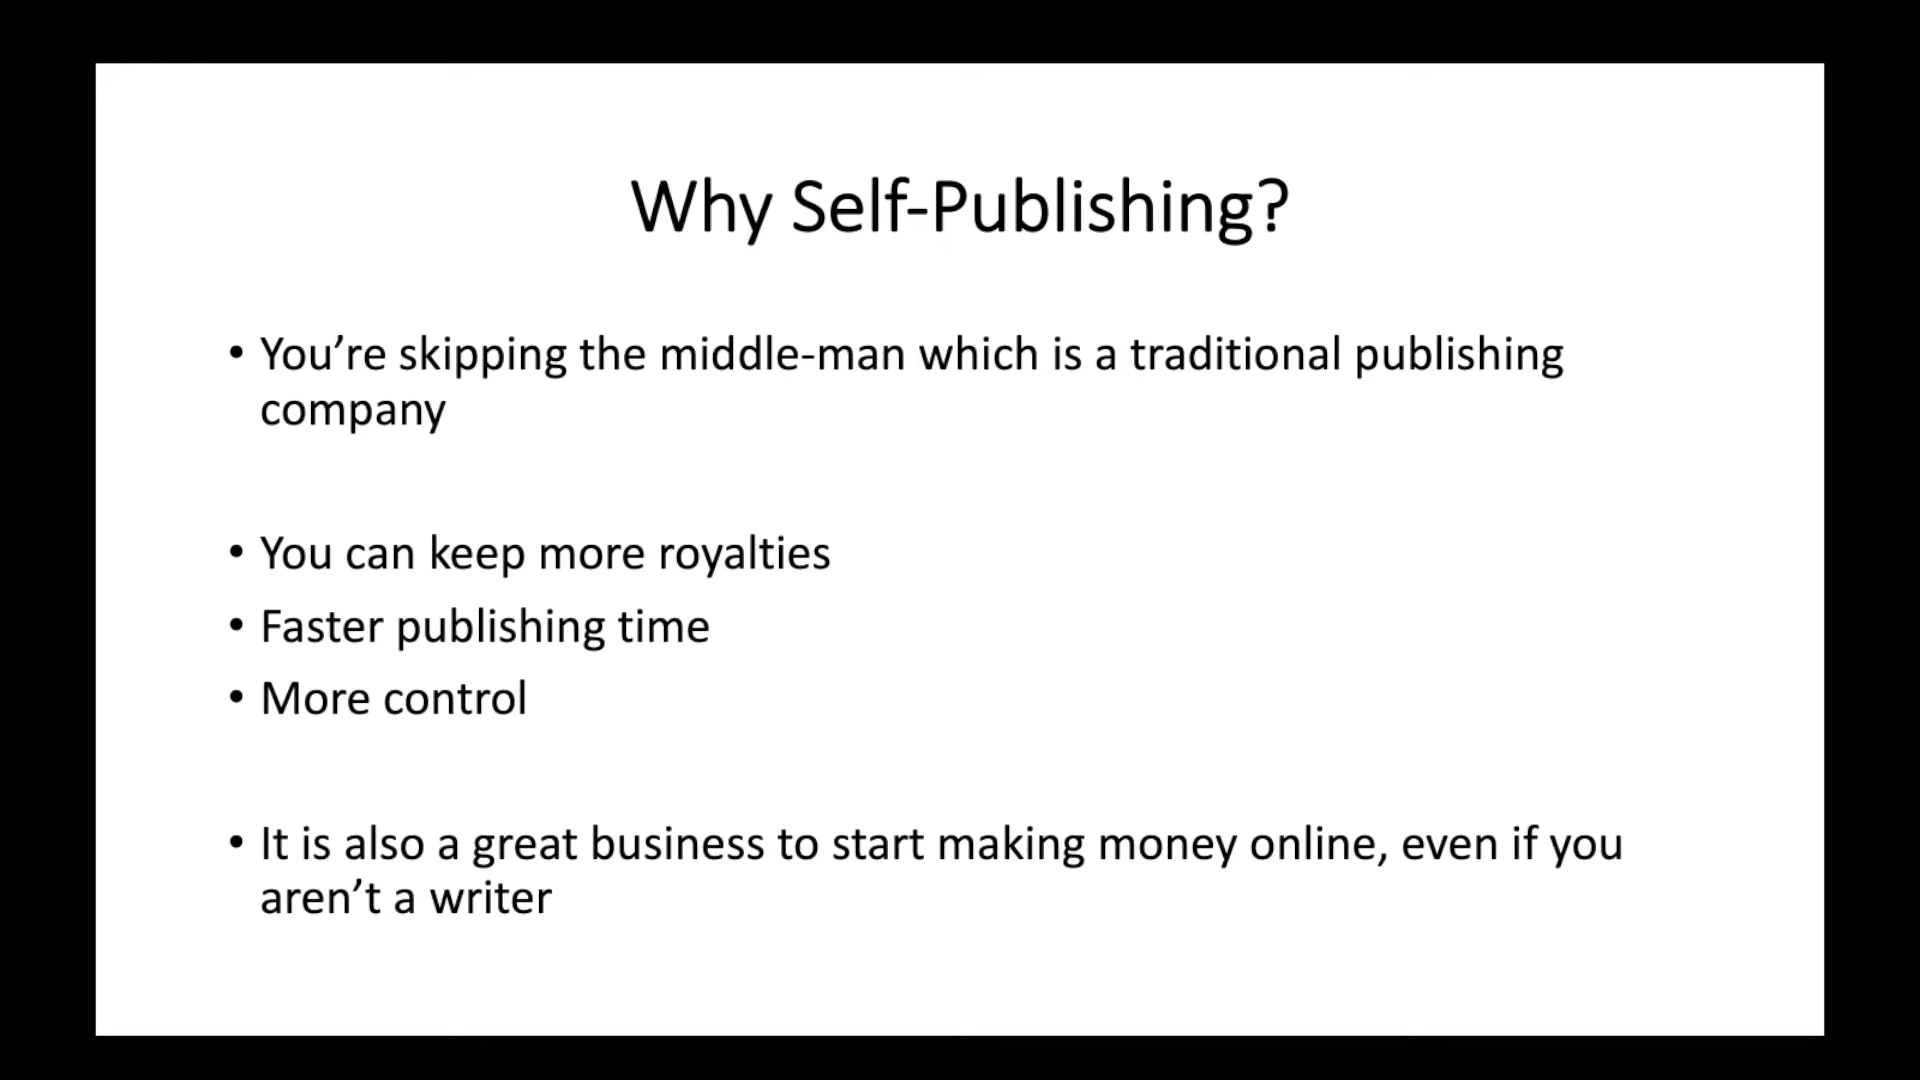 Why Self-Publishing?
• You’re skipping the middle-man which is a traditional publishing
company
• You can keep more royalties
• Faster publishing time
• More control
• It is also a great business to start making money online, even if you
aren’t a writer